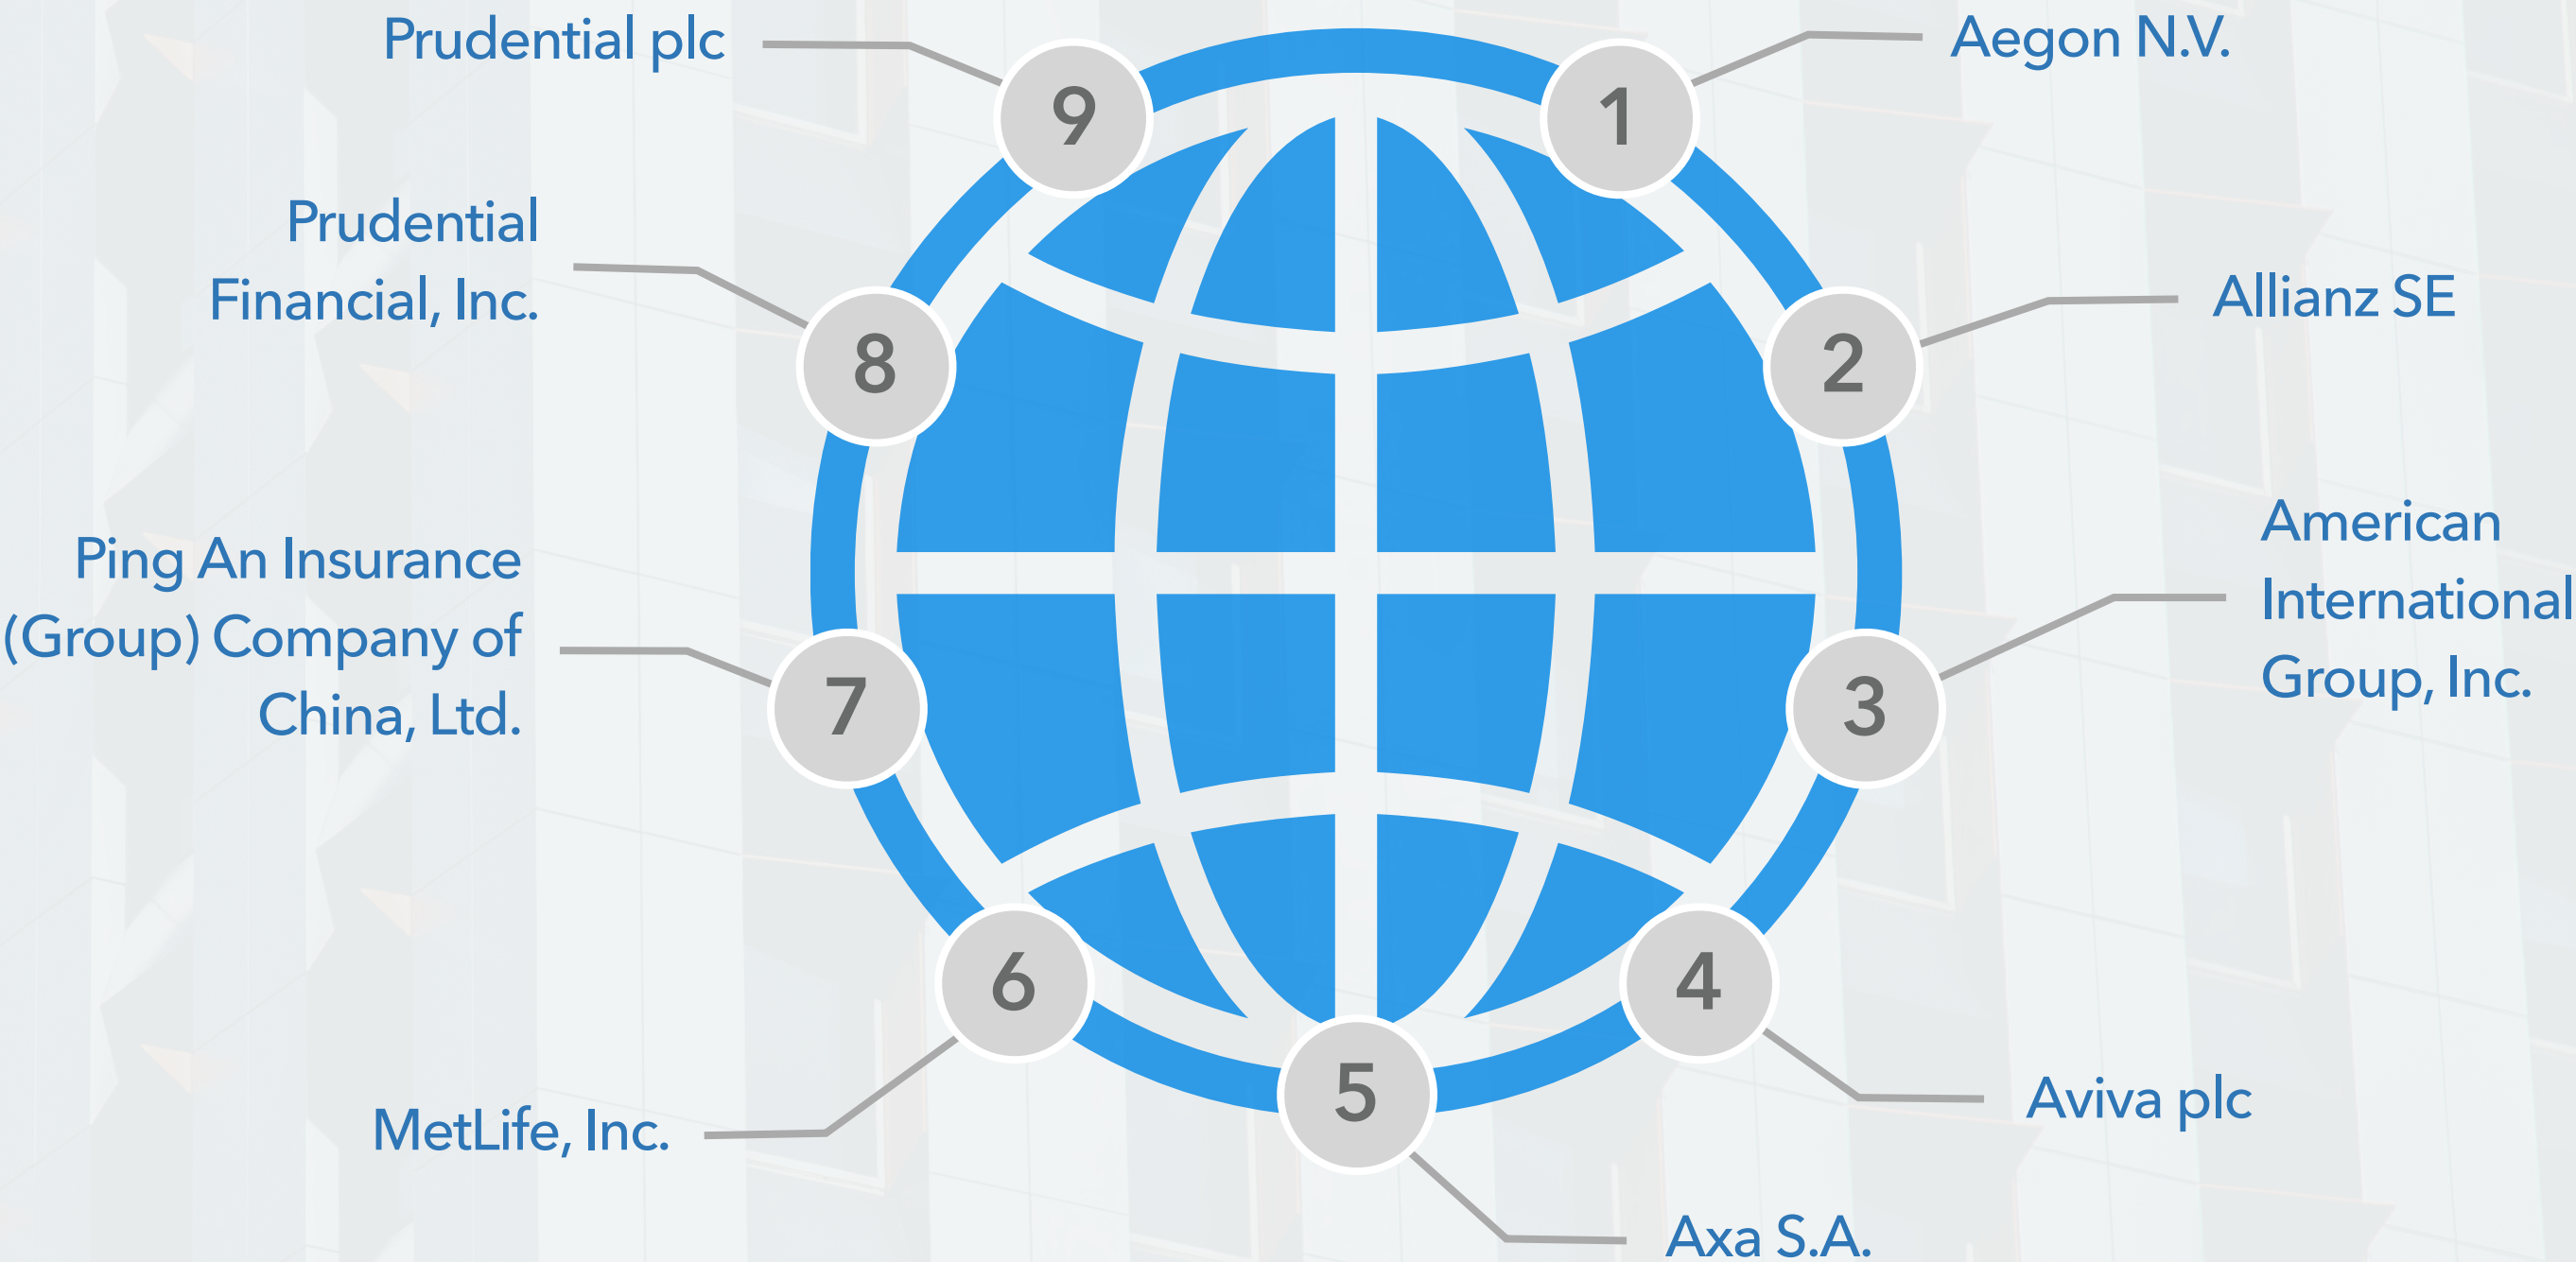 1
Aegon N.V.
2
Allianz SE
3
American
International
Group, Inc.
4
Aviva plc
5
Axa S.A.
6
MetLife, Inc.
7
Ping An Insurance
(Group) Company of
China, Ltd.
8
Prudential
Financial, Inc.
9
Prudential plc